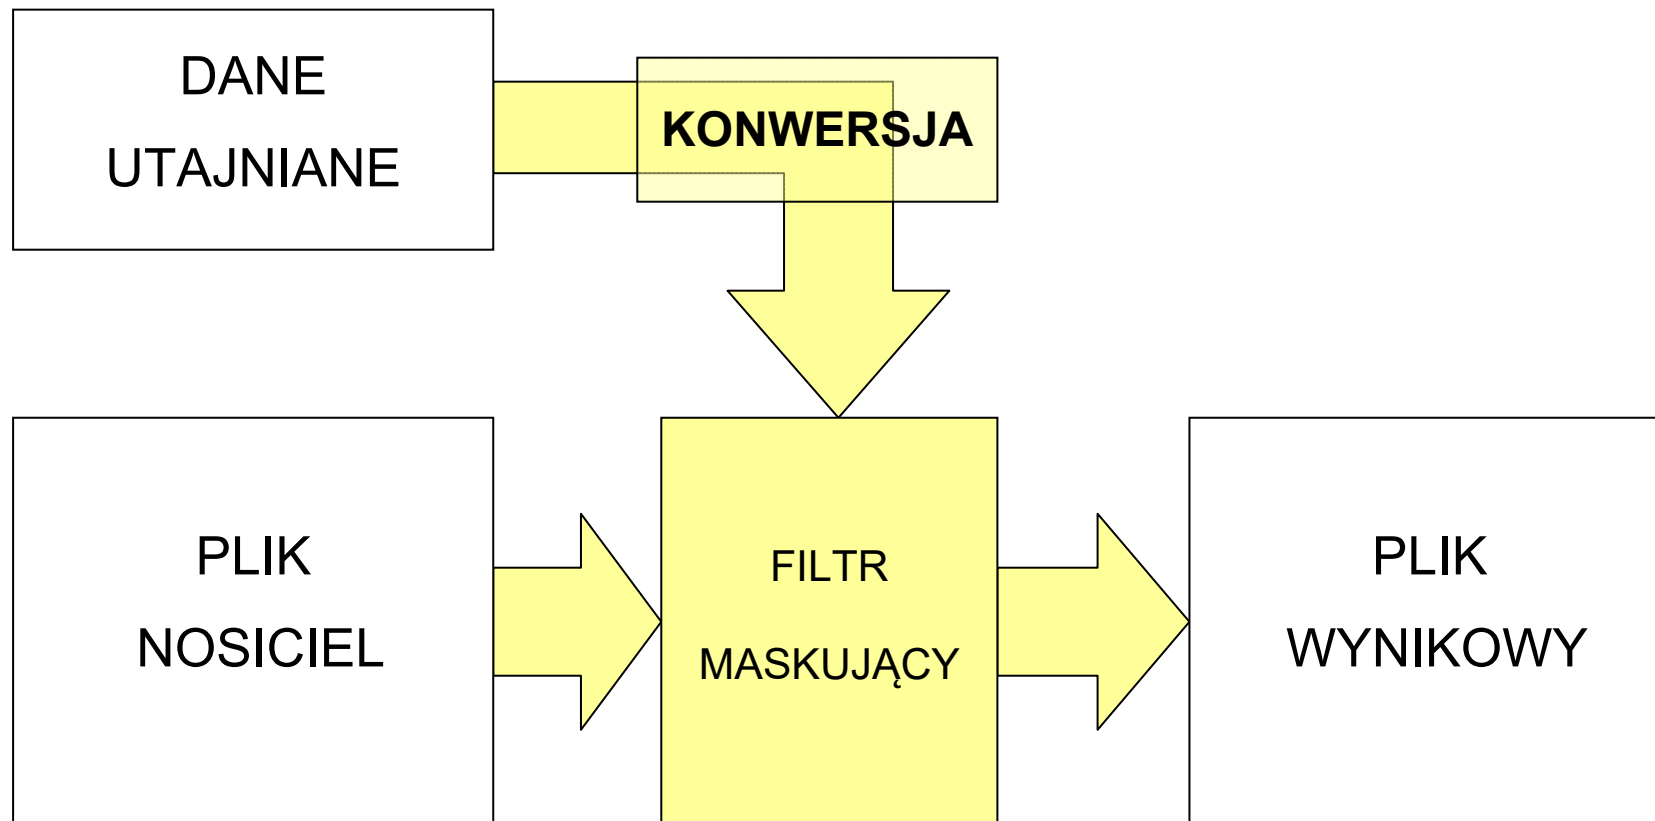 DANE
UTAJNIANE
KONWERSJA
PLIK
NOSICIEL
FILTR
MASKUJĄCY
PLIK
WYNIKOWY